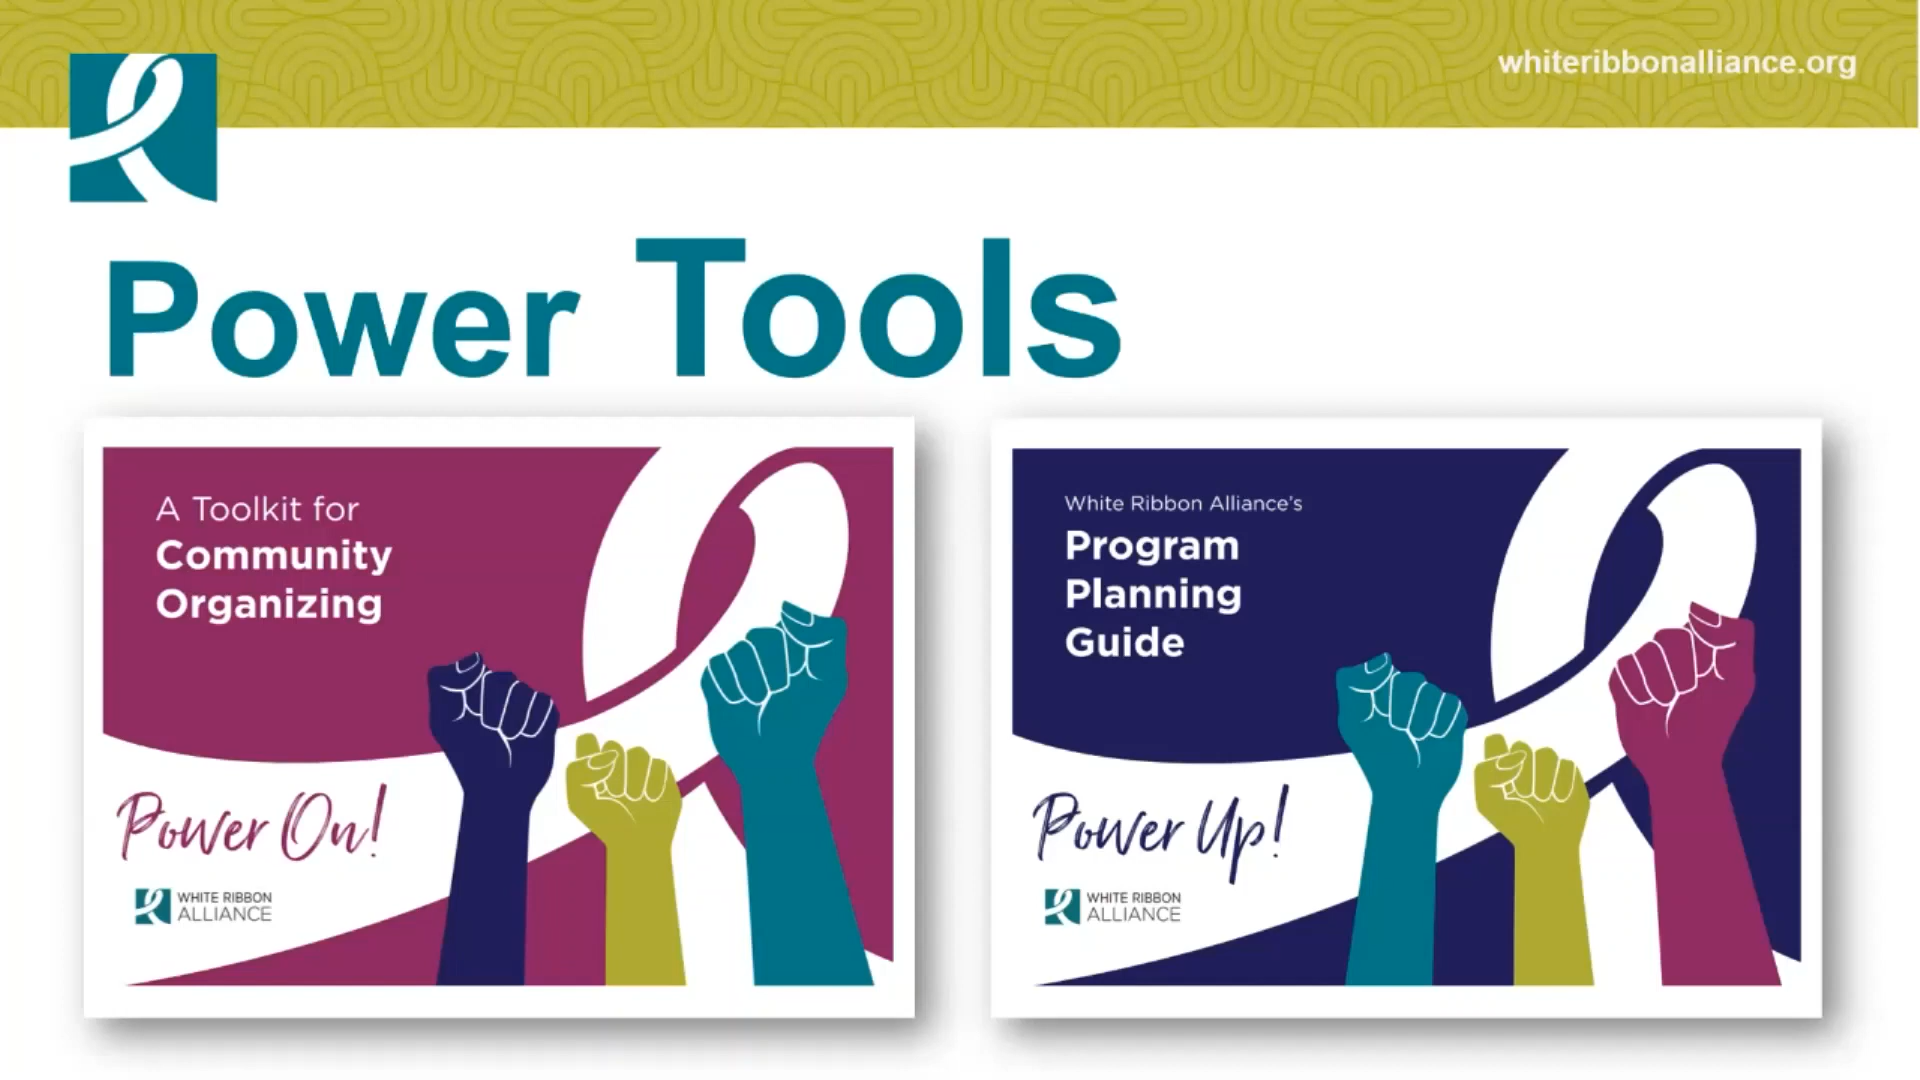 whiteribbonalliance.org
Power Tools
A Toolkit for
Community
Organizing
Power On!
WHITE RIBBON
ALLIANCE
White Ribbon Alliance's
Program
Planning
Guide
Power Up!
WHITE RIBBON
ALLIANCE